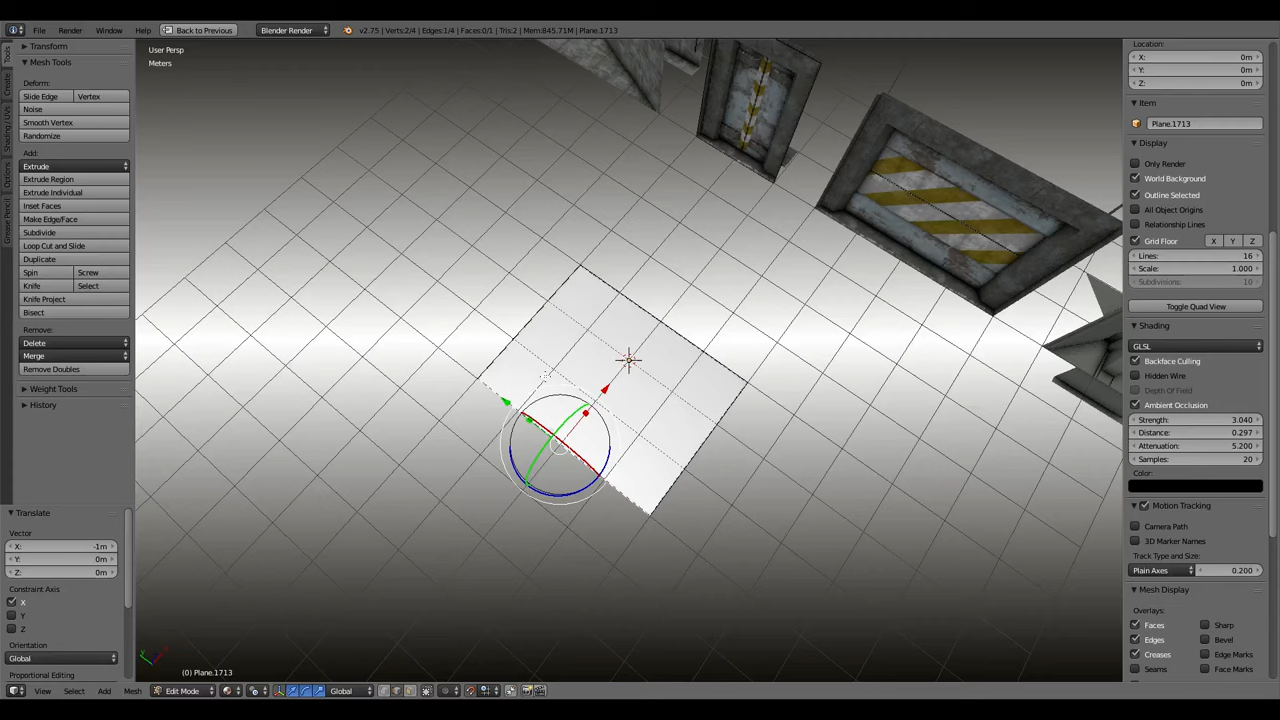 File Render Window Help Back to Previous Blender Render v2.75 | Verts:2/4 | Edges:1/4 | Faces:0/1 | Tris:2 | Mem:845.71M | Plane.1713
Tools
Create
Shading / UVs
Options
Grease Pencil
Transform
Mesh Tools
Deform:
Slide Edge Vertex
Noise
Smooth Vertex
Randomize
Add:
Extrude
Extrude Region
Extrude Individual
Inset Faces
Make Edge/Face
Subdivide
Loop Cut and Slide
Duplicate
Spin Screw
Knife Select
Knife Project
Bisect
Remove:
Delete
Merge
Remove Doubles
Weight Tools
History
Translate
Vector
X: -1m
Y: 0m
Z: 0m
Constraint Axis
X
Y
Z
Orientation
Global
Proportional Editing
User Persp
Meters
(0) Plane.1713
View Select Add Mesh Edit Mode Global
Location:
X: 0m
Y: 0m
Z: 0m
Item
Plane.1713
Display
Only Render
World Background
Outline Selected
All Object Origins
Relationship Lines
Grid Floor X Y Z
Lines: 16
Scale: 1.000
Subdivisions: 10
Toggle Quad View
Shading
GLSL
Backface Culling
Hidden Wire
Depth Of Field
Ambient Occlusion
Strength: 3.040
Distance: 0.297
Attenuation: 5.200
Samples: 20
Color:
Motion Tracking
Camera Path
3D Marker Names
Track Type and Size:
Plain Axes 0.200
Mesh Display
Overlays:
Faces Sharp
Edges Bevel
Creases Edge Marks
Seams Face Marks